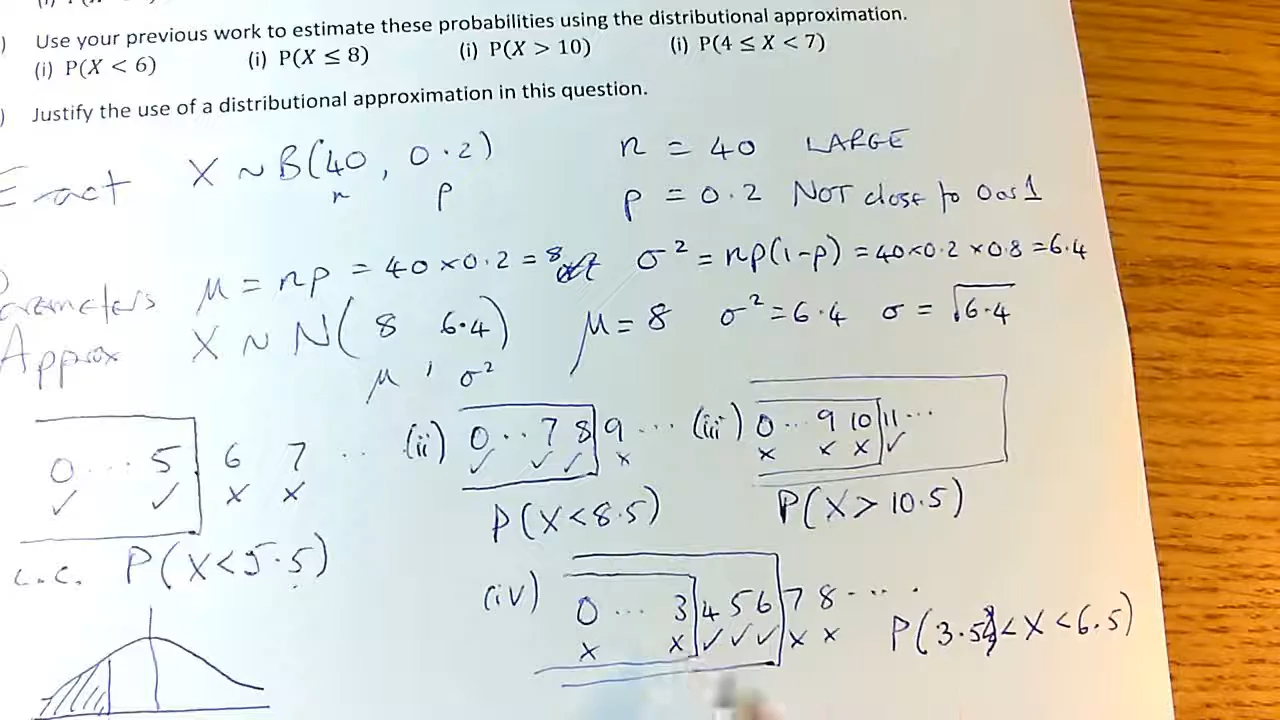 ) Use your previous work to estimate these probabilities using the distributional approximation.
(i) P(X < 6) (i) P(X ≤ 8) (i) P(X > 10) (i) P(4 ≤ X < 7)
) Justify the use of a distributional approximation in this question.
Exact X ~ B(40, 0.2) n = 40 LARGE
n p p = 0.2 NOT close to 0 or 1
Parameters μ = np = 40×0.2 = 8 σ² = np(1-p) = 40×0.2×0.8 = 6.4
Approx X ~ N( 8 , 6.4) μ = 8 σ² = 6.4 σ = √6.4
μ σ²
0 ... 5 6 7 ...
✓ ✓ x x
(ii) 0 .. 7 8 9 ...
✓ ✓ ✓ x
(iii) 0 ... 9 10 11 ...
x x x ✓
c.c. P(X < 5.5)
P(X < 8.5)
P(X > 10.5)
(iv) 0 ... 3 4 5 6 7 8 ....
x x ✓ ✓ ✓ x x
P(3.5 < X < 6.5)